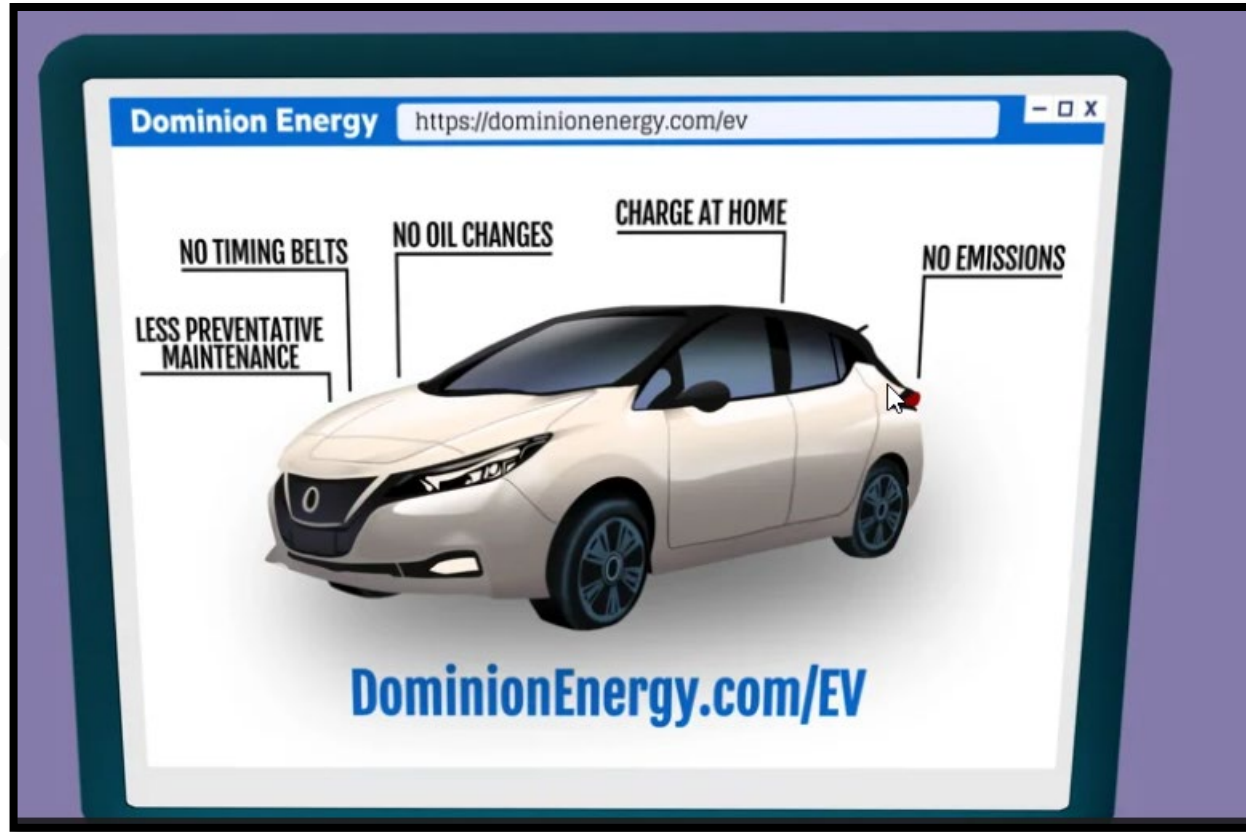 Dominion Energy
https://dominionenergy.com/ev
- □ X
CHARGE AT HOME
NO OIL CHANGES
NO TIMING BELTS
NO EMISSIONS
LESS PREVENTATIVE
MAINTENANCE
DominionEnergy.com/EV